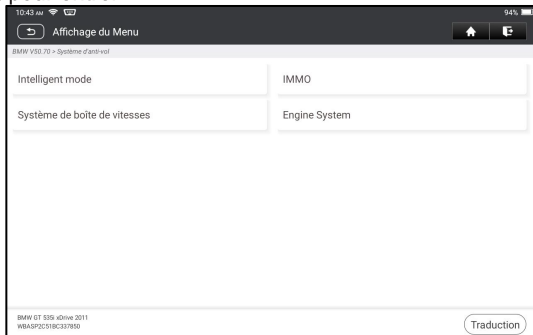 10:43 AM VCI 94%
Affichage du Menu
BMW V50.70 > Système d'anti-vol
Intelligent mode
IMMO
Système de boîte de vitesses
Engine System
BMW GT 535i xDrive 2011
WBASP2C51BC337850
Traduction